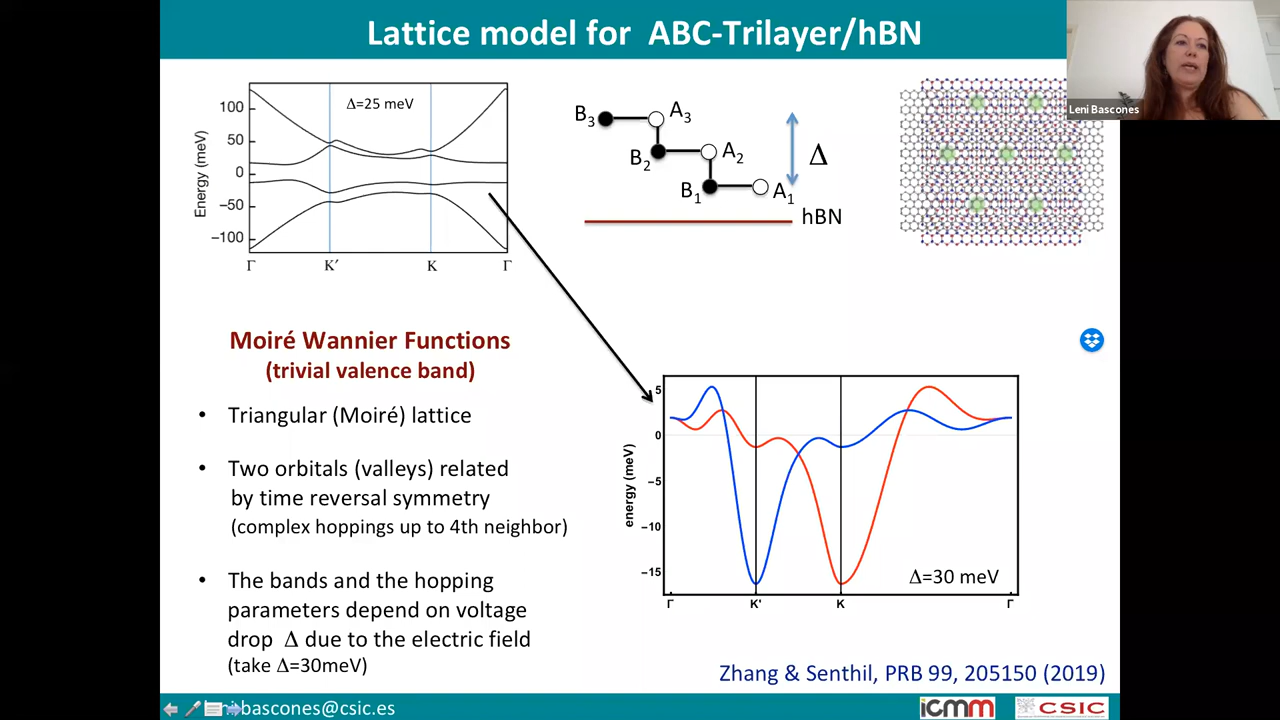 Lattice model for ABC-Trilayer/hBN
Leni Bascones
Δ=25 meV
100
50
0
−50
−100
Energy (meV)
Γ
K′
K
Γ
B3
A3
B2
A2
B1
A1
Δ
hBN
Moiré Wannier Functions
(trivial valence band)
• Triangular (Moiré) lattice
• Two orbitals (valleys) related
by time reversal symmetry
(complex hoppings up to 4th neighbor)
• The bands and the hopping
parameters depend on voltage
drop Δ due to the electric field
(take Δ=30meV)
5
0
−5
−10
−15
energy (meV)
Δ=30 meV
Γ
K'
K
Γ
Zhang & Senthil, PRB 99, 205150 (2019)
bascones@csic.es
icmm
CSIC